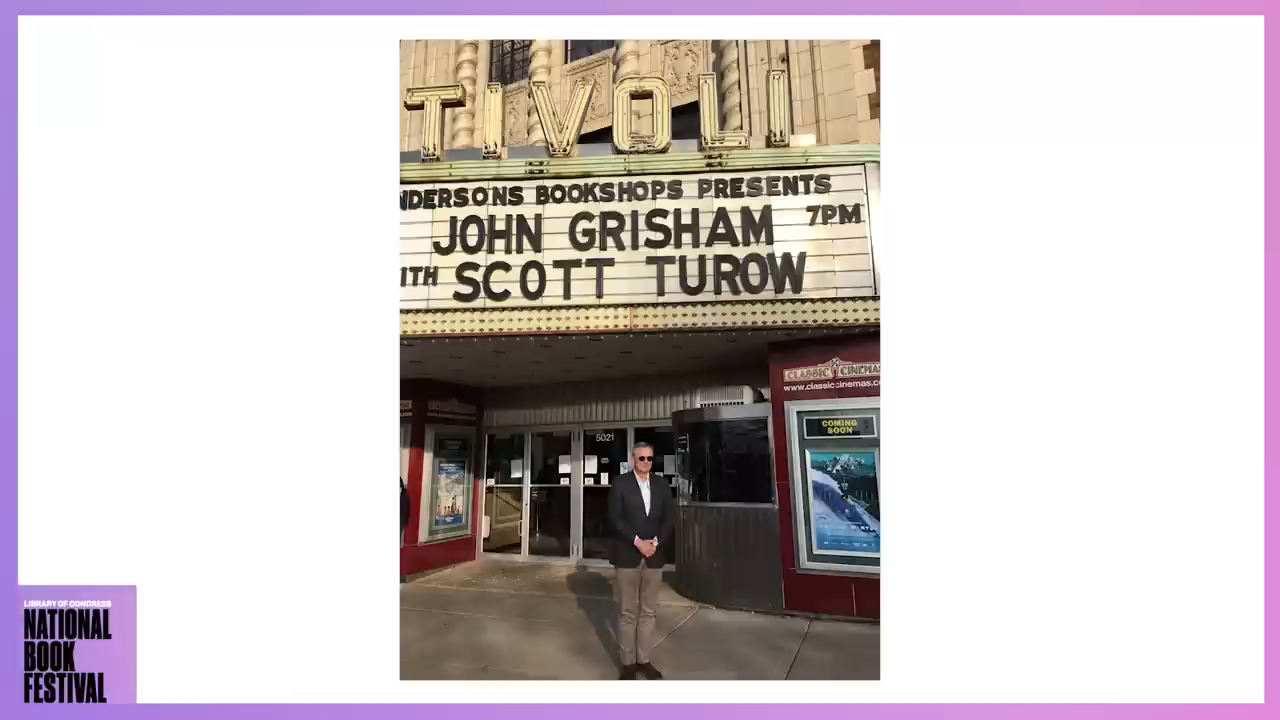 TIVOLI
NDERSONS BOOKSHOPS PRESENTS
JOHN GRISHAM 7PM
ITH SCOTT TUROW
CLASSIC CINEMAS
www.classiccinemas.co
COMING
SOON
5021
LIBRARY OF CONGRESS
NATIONAL
BOOK
FESTIVAL